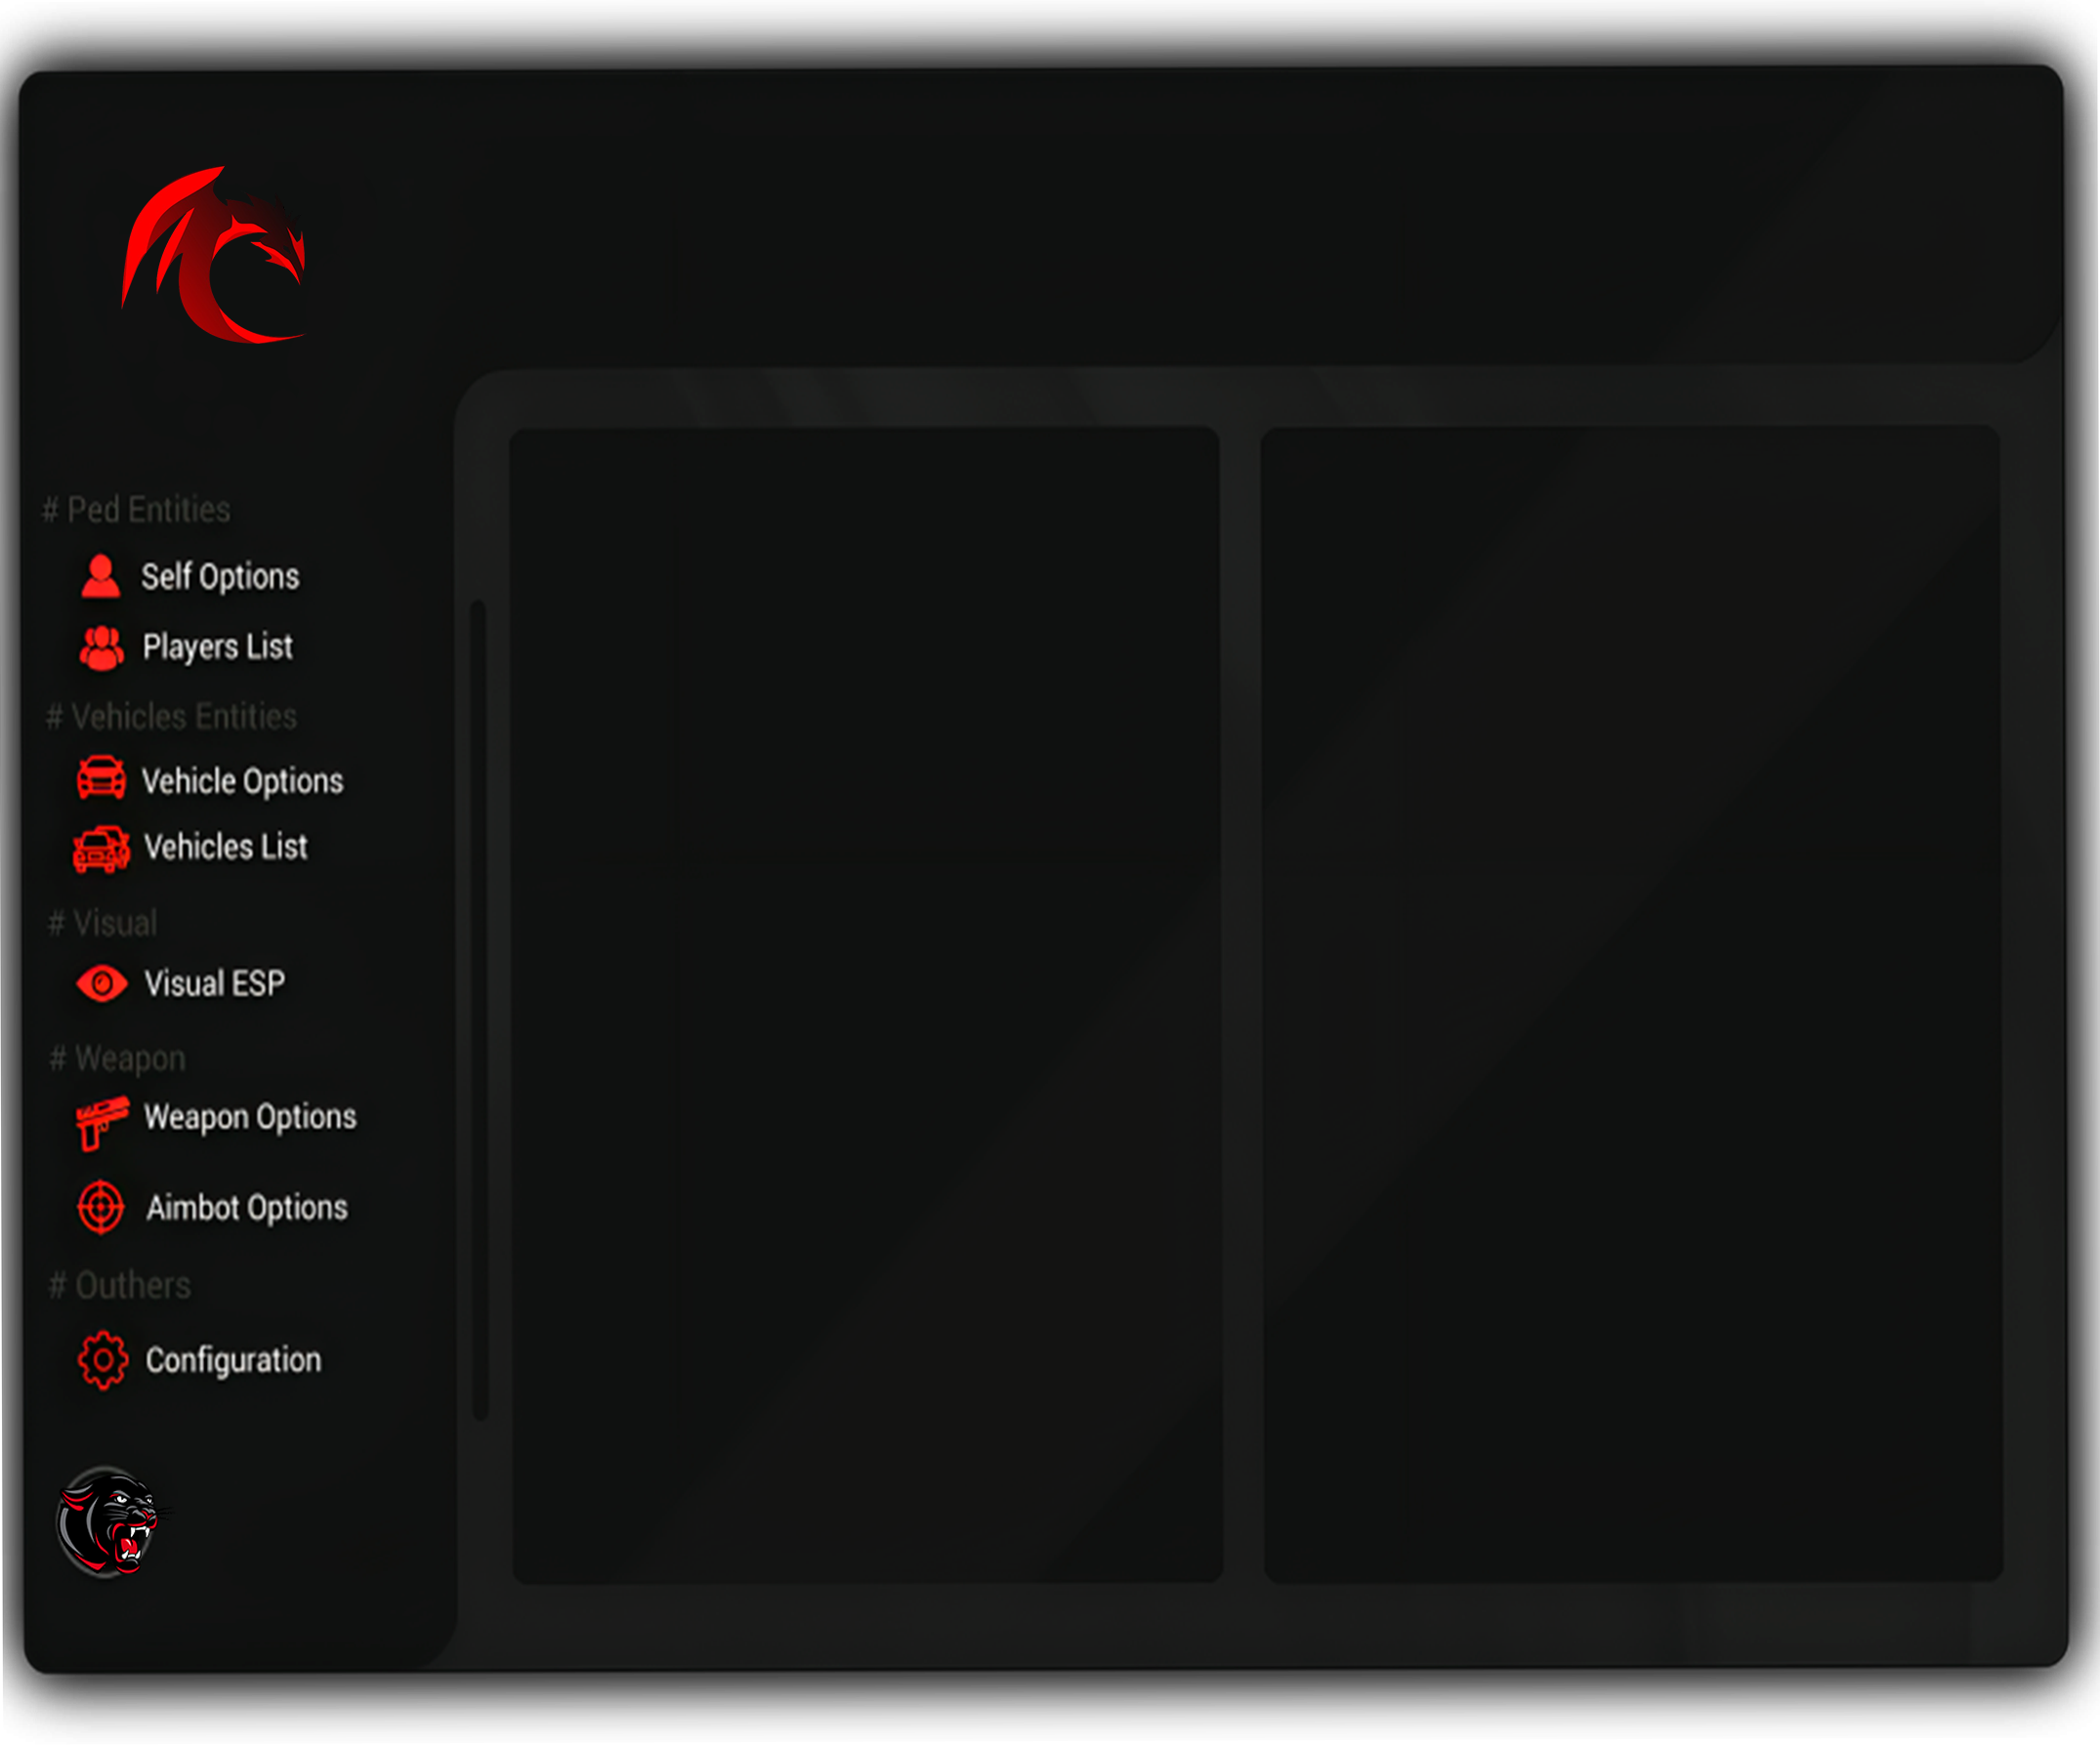 # Ped Entities
Self Options
Players List
# Vehicles Entities
Vehicle Options
Vehicles List
# Visual
Visual ESP
# Weapon
Weapon Options
Aimbot Options
# Outhers
Configuration